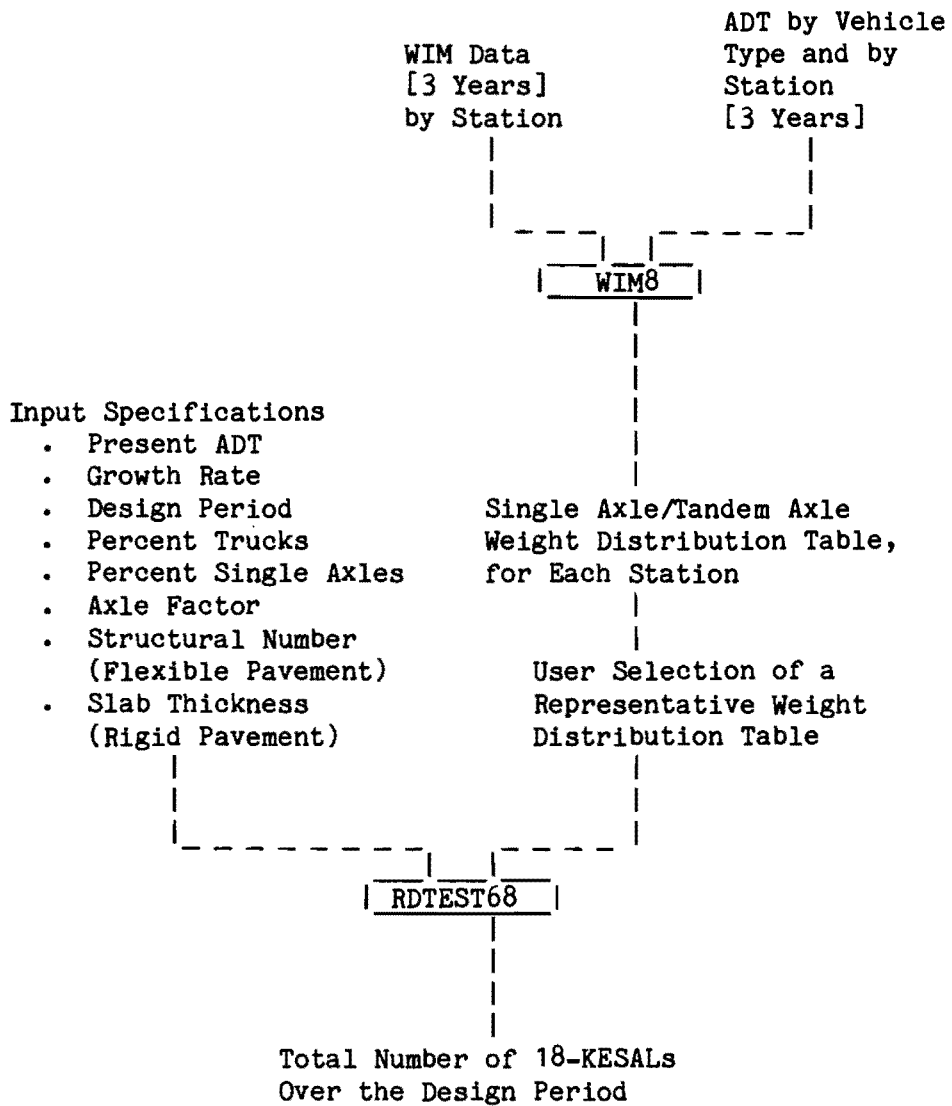 WIM Data
[3 Years]
by Station
ADT by Vehicle
Type and by
Station
[3 Years]
WIM8
Input Specifications
. Present ADT
. Growth Rate
. Design Period
. Percent Trucks
. Percent Single Axles
. Axle Factor
. Structural Number
(Flexible Pavement)
. Slab Thickness
(Rigid Pavement)
Single Axle/Tandem Axle
Weight Distribution Table,
for Each Station
User Selection of a
Representative Weight
Distribution Table
RDTEST68
Total Number of 18-KESALs
Over the Design Period